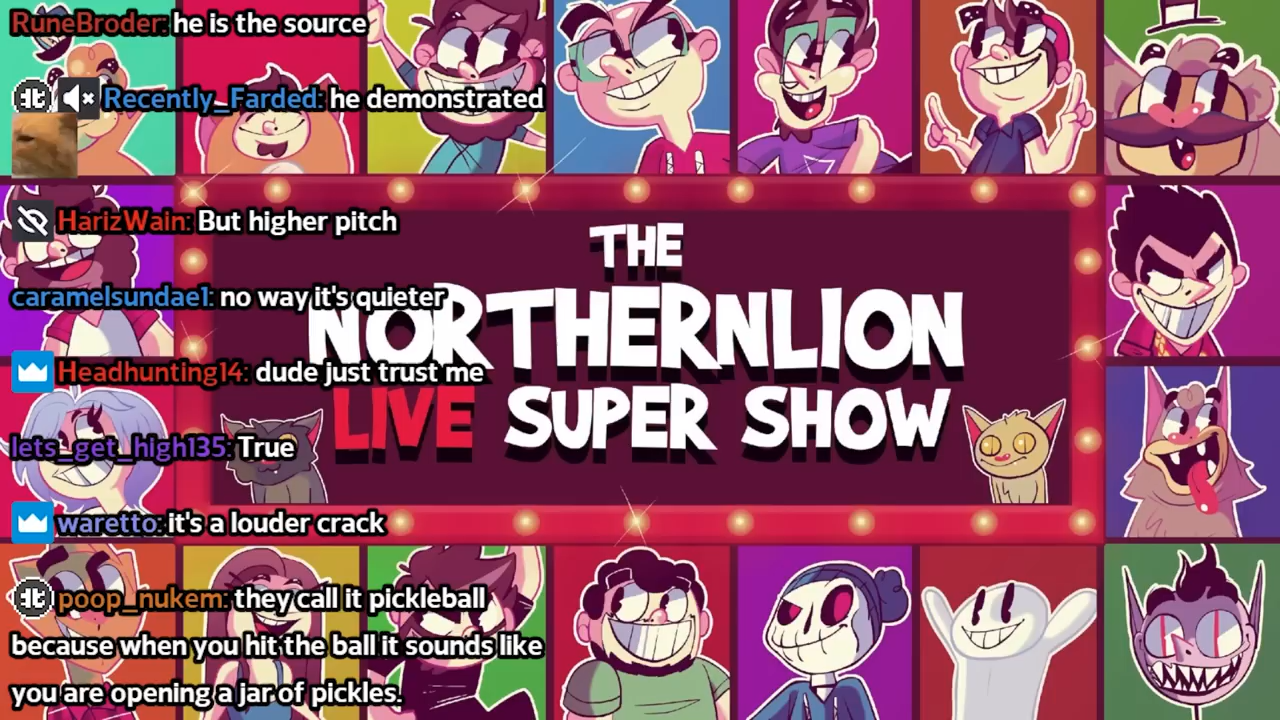 RuneBroder: he is the source
Recently_Farded: he demonstrated
HarizWain: But higher pitch
caramelsundae1: no way it's quieter
Headhunting14: dude just trust me
lets_get_high135: True
waretto: it's a louder crack
poop_nukem: they call it pickleball
because when you hit the ball it sounds like
you are opening a jar of pickles.
THE
NORTHERNLION
LIVE SUPER SHOW